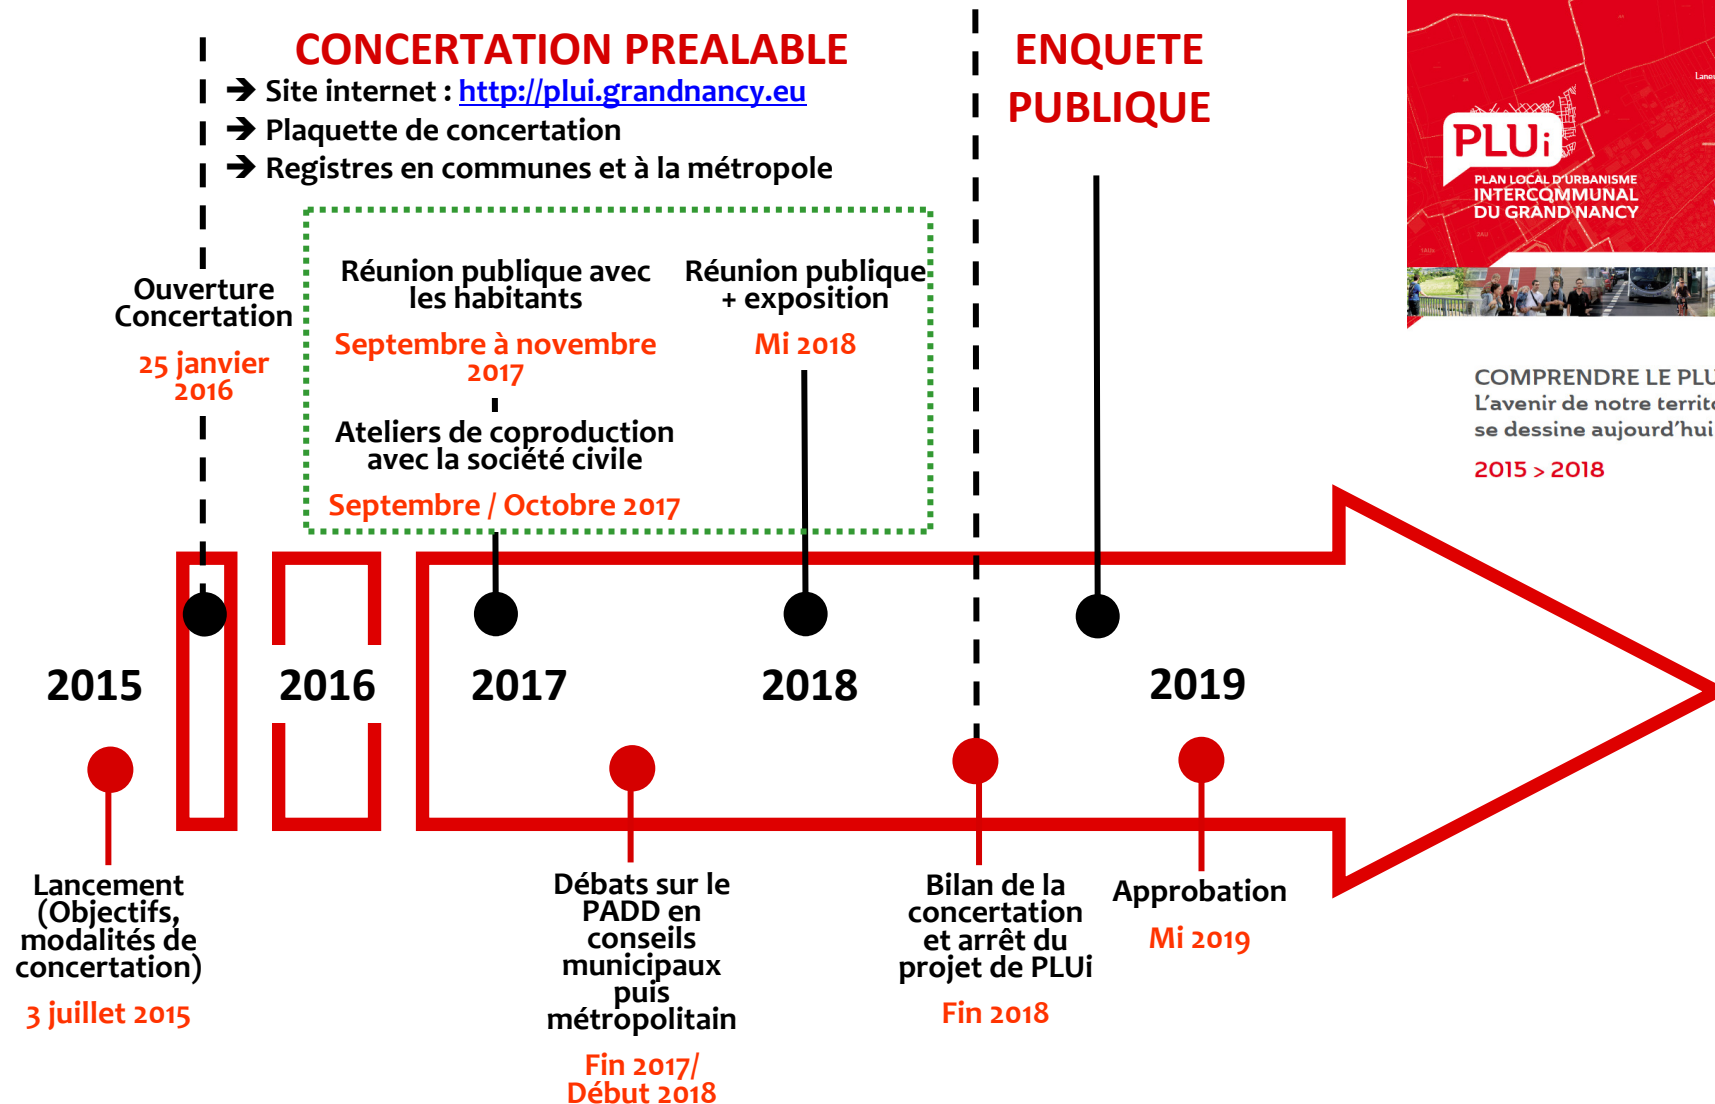 CONCERTATION PREALABLE
➔ Site internet : http://plui.grandnancy.eu
➔ Plaquette de concertation
➔ Registres en communes et à la métropole
ENQUETE
PUBLIQUE
PLUi
PLAN LOCAL D'URBANISME
INTERCOMMUNAL
DU GRAND NANCY
COMPRENDRE LE PLU
L'avenir de notre territo
se dessine aujourd'hui
2015 > 2018
Ouverture
Concertation
25 janvier
2016
Réunion publique avec
les habitants
Septembre à novembre
2017
Ateliers de coproduction
avec la société civile
Septembre / Octobre 2017
Réunion publique
+ exposition
Mi 2018
2015
2016
2017
2018
2019
Lancement
(Objectifs,
modalités de
concertation)
3 juillet 2015
Débats sur le
PADD en
conseils
municipaux
puis
métropolitain
Fin 2017/
Début 2018
Bilan de la
concertation
et arrêt du
projet de PLUi
Fin 2018
Approbation
Mi 2019